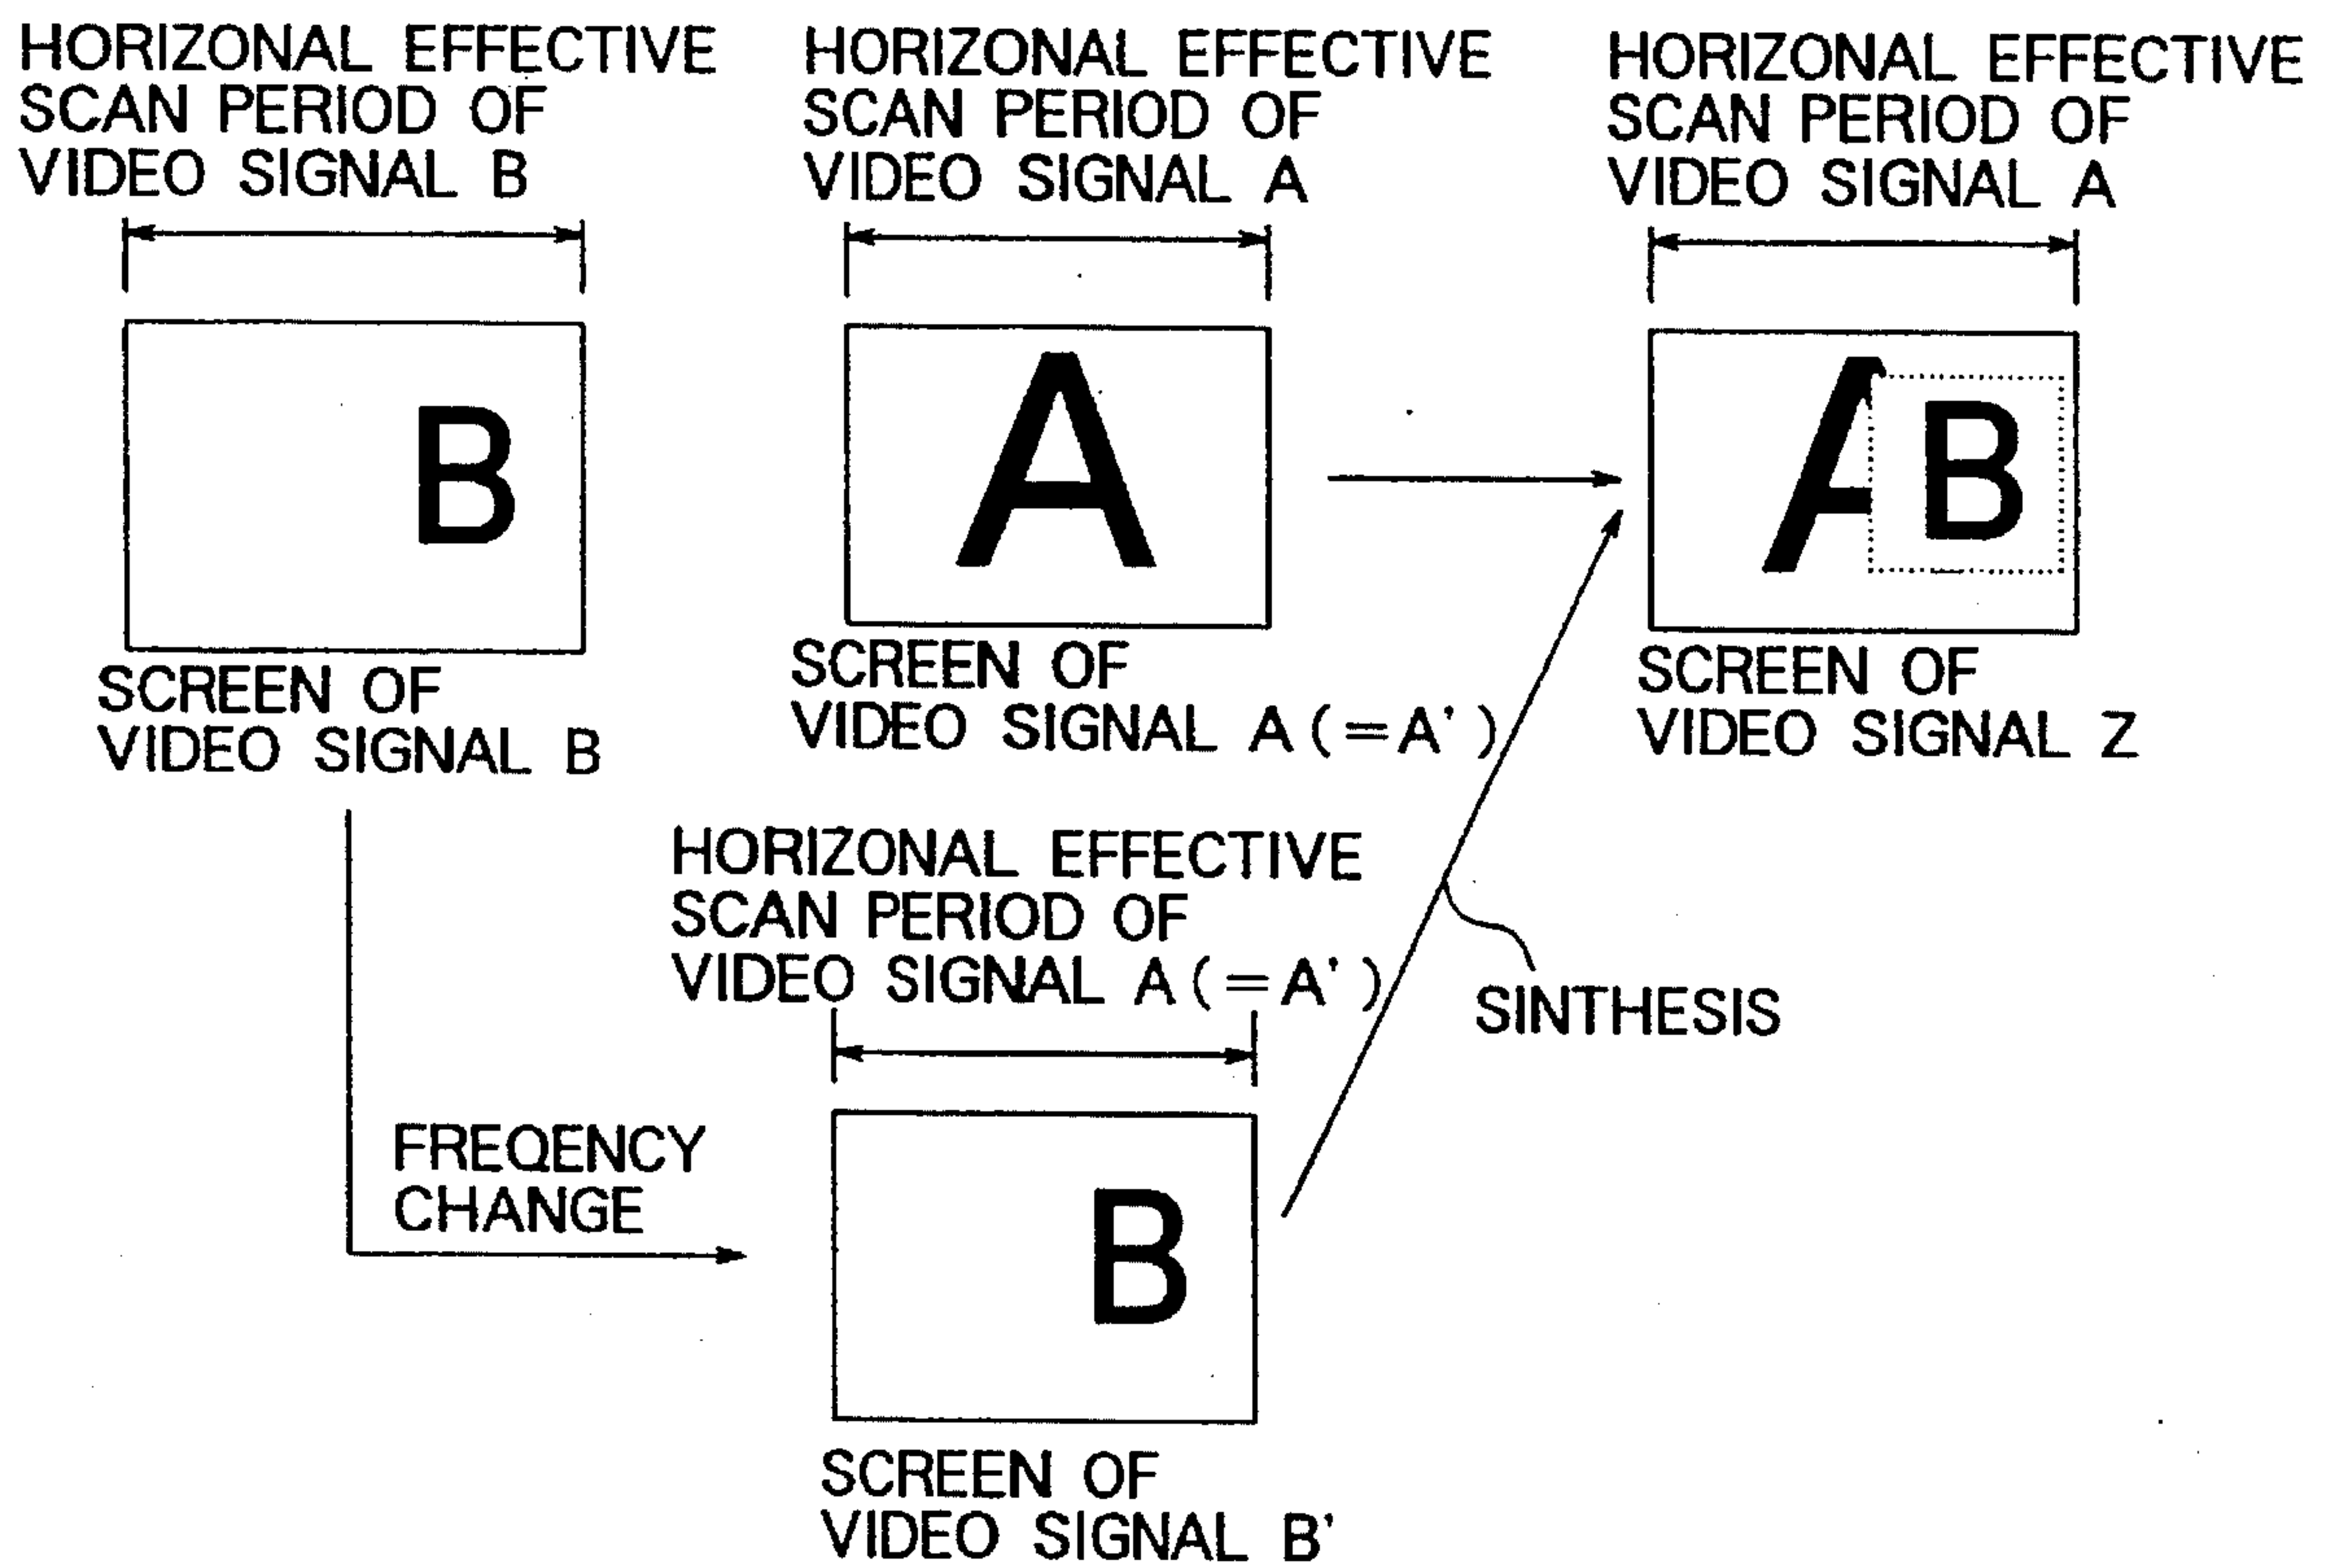 HORIZONAL EFFECTIVE
SCAN PERIOD OF
VIDEO SIGNAL B
HORIZONAL EFFECTIVE
SCAN PERIOD OF
VIDEO SIGNAL A
HORIZONAL EFFECTIVE
SCAN PERIOD OF
VIDEO SIGNAL A
B
A
A B
SCREEN OF
VIDEO SIGNAL B
SCREEN OF
VIDEO SIGNAL A (=A')
SCREEN OF
VIDEO SIGNAL Z
HORIZONAL EFFECTIVE
SCAN PERIOD OF
VIDEO SIGNAL A (=A')
SINTHESIS
FREQENCY
CHANGE
B
SCREEN OF
VIDEO SIGNAL B'